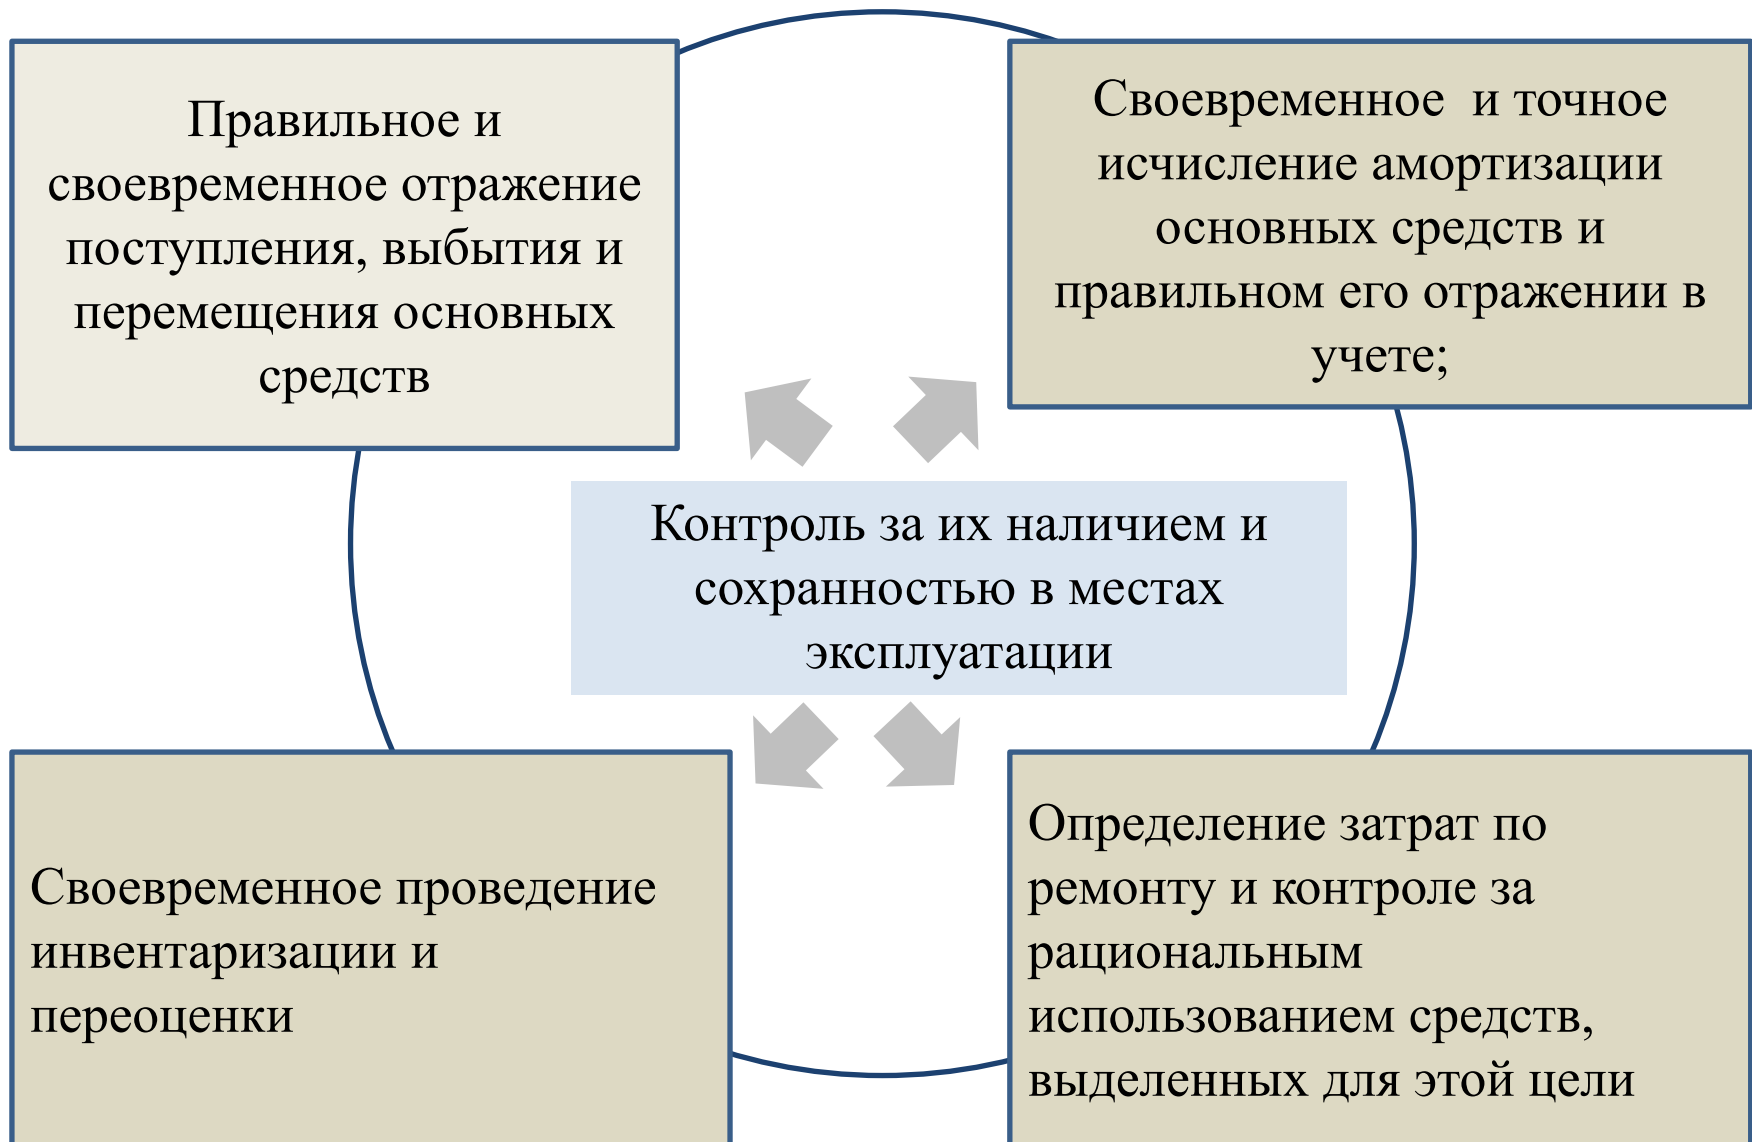 Правильное и
своевременное отражение
поступления, выбытия и
перемещения основных
средств
Своевременное  и точное
исчисление амортизации
основных средств и
правильном его отражении в
учете;
Контроль за их наличием и
сохранностью в местах
эксплуатации
Своевременное проведение
инвентаризации и
переоценки
Определение затрат по
ремонту и контроле за
рациональным
использованием средств,
выделенных для этой цели